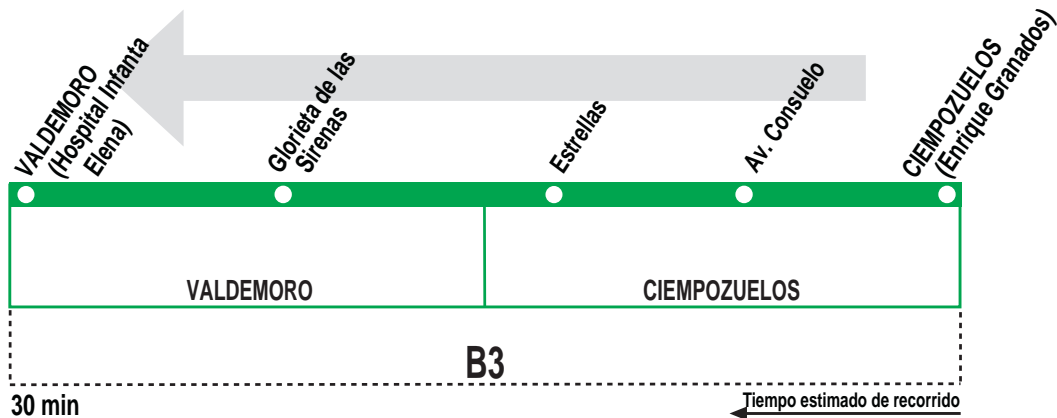 VALDEMORO
(Hospital Infanta
Elena)
Glorieta de las
Sirenas
Estrellas
Av. Consuelo
CIEMPOZUELOS
(Enrique Granados)
VALDEMORO
CIEMPOZUELOS
B3
30 min
Tiempo estimado de recorrido